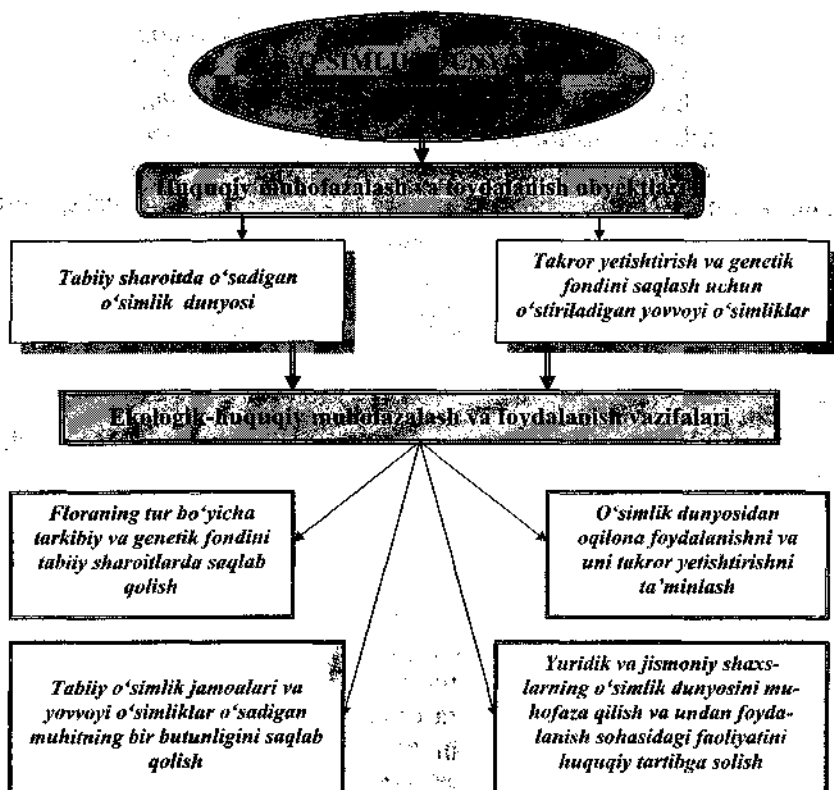 O‘SIMLIK DUNYOSI
Huquqiy muhofazalash va foydalanish obyektlari
Tabiiy sharoitda o‘sadigan
o‘simlik dunyosi
Takror yetishtirish va genetik
fondini saqlash uchun
o‘stiriladigan yovvoyi o‘simliklar
Ekologik-huquqiy muhofazalash va foydalanish vazifalari
Floraning tur bo‘yicha
tarkibiy va genetik fondini
tabiiy sharoitlarda saqlab
qolish
O‘simlik dunyosidan
oqilona foydalanishni va
uni takror yetishtirishni
ta’minlash
Tabiiy o‘simlik jamoalari va
yovvoyi o‘simliklar o‘sadigan
muhitning bir butunligini saqlab
qolish
Yuridik va jismoniy shaxs-
larning o‘simlik dunyosini mu-
hofaza qilish va undan foyda-
lanish sohasidagi faoliyatini
huquqiy tartibga solish